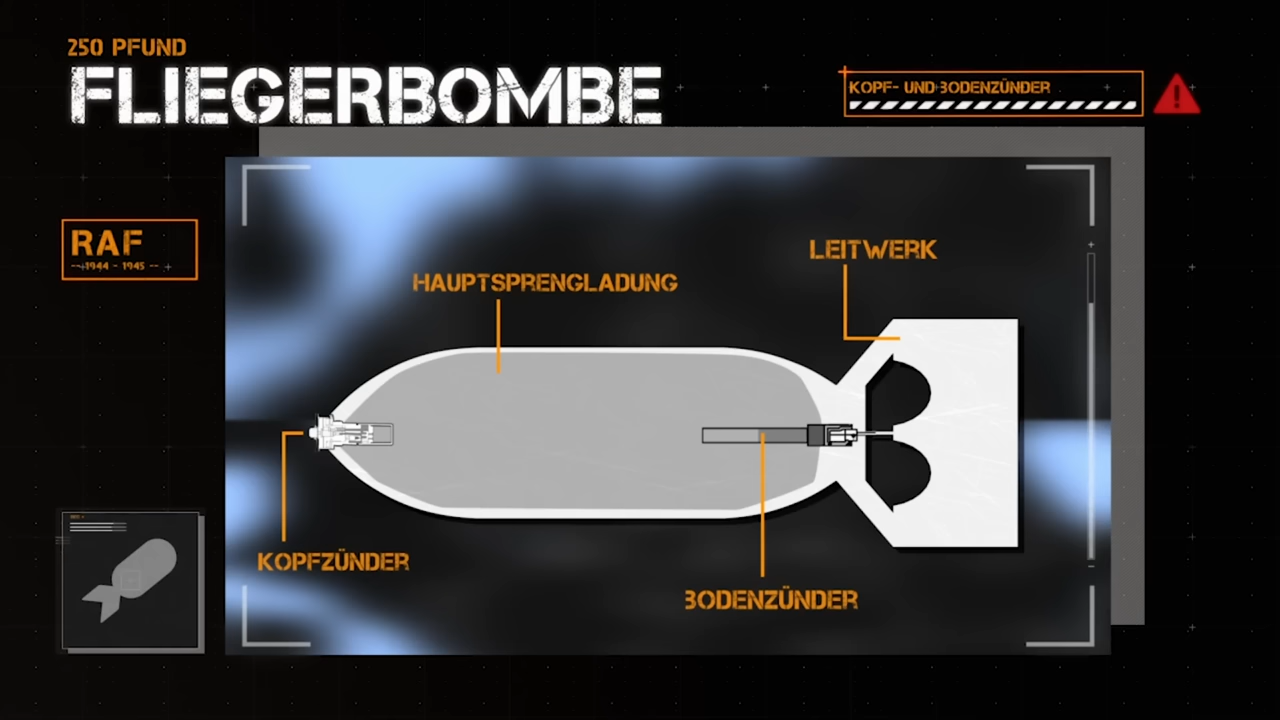 250 PFUND
FLIEGERBOMBE
KOPF- UND BODENZÜNDER
RAF
1944 - 1945
LEITWERK
HAUPTSPRENGLADUNG
KOPFZÜNDER
BODENZÜNDER